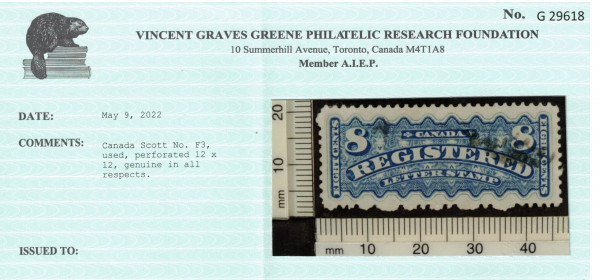 No. G 29618
VINCENT GRAVES GREENE PHILATELIC RESEARCH FOUNDATION
10 Summerhill Avenue, Toronto, Canada M4T1A8
Member A.I.E.P.
DATE: May 9, 2022
COMMENTS: Canada Scott No. F3,
used, perforated 12 x
12, genuine in all
respects.
ISSUED TO:
20
10
mm
8 CANADA 8
EIGHT CENTS
REGISTERED
EIGHT CENTS
LETTER STAMP
mm 10 20 30 40